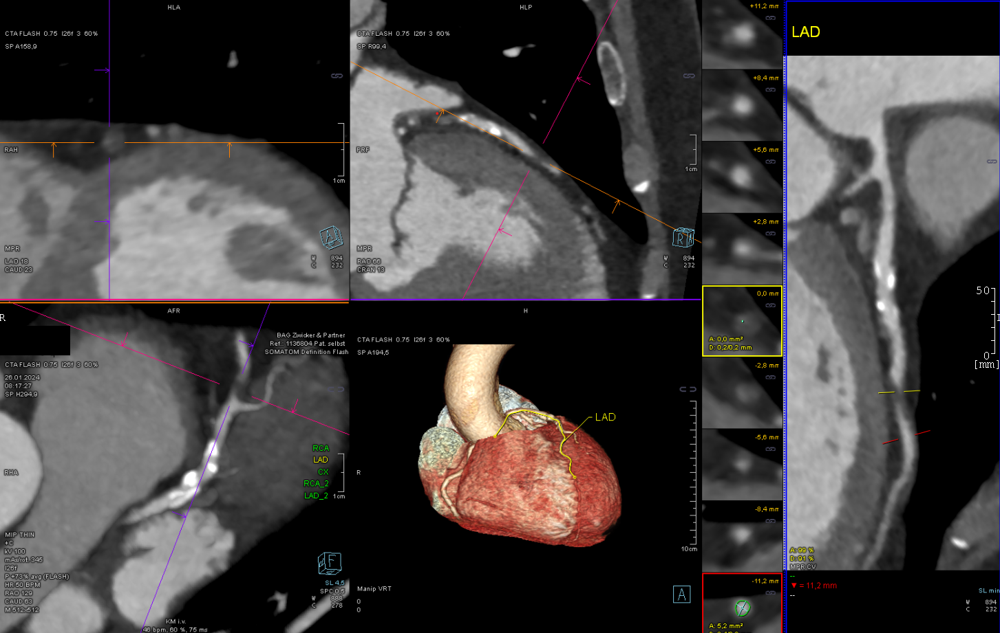 HLA
CTA FLASH 0.75 I26f 3 60%
SP A158,9
RAH
1cm
MPR
LAO 18
CAUD 23
A
W 894
C 232
HLP
CTA FLASH 0.75 I26f 3 60%
SP R99,4
PRF
1cm
MPR
RAO 66
CRAN 13
R
W 894
C 232
R
AFR
BAG Zwicker & Partner
Ref.: 1136804 Pat. selbst
SOMATOM Definition Flash
CTA FLASH 0.75 I26f 3 60%
26.01.2024
08:17:27
SP H294,9
RHA
RCA
LAD
CX
RCA_2
LAD_2
1cm
MIP THIN
+C
kV 100
mAs/rot. 345
I26f
P +73% avg (FLASH)
HR 50 BPM
RAO 129
CAUD 63
M 512x512
KM i.v.
46 bpm, 60 %, 75 ms
F
SL 4,5
SPC 0,5
W 888
C 278
H
CTA FLASH 0.75 I26f 3 60%
SP A194,5
LAD
R
10cm
Manip VRT
0
0
A
+11,2 mm
+8,4 mm
+5,6 mm
+2,8 mm
0,0 mm
A: 0,0 mm²
D: 0,2/0,2 mm
-2,8 mm
-5,6 mm
-8,4 mm
-11,2 mm
A: 5,2 mm²
LAD
50
0
[mm]
A: 99 %
D: 91 %
MPR CV
--
▼ = 11,2 mm
--
SL min
W 894
C 232